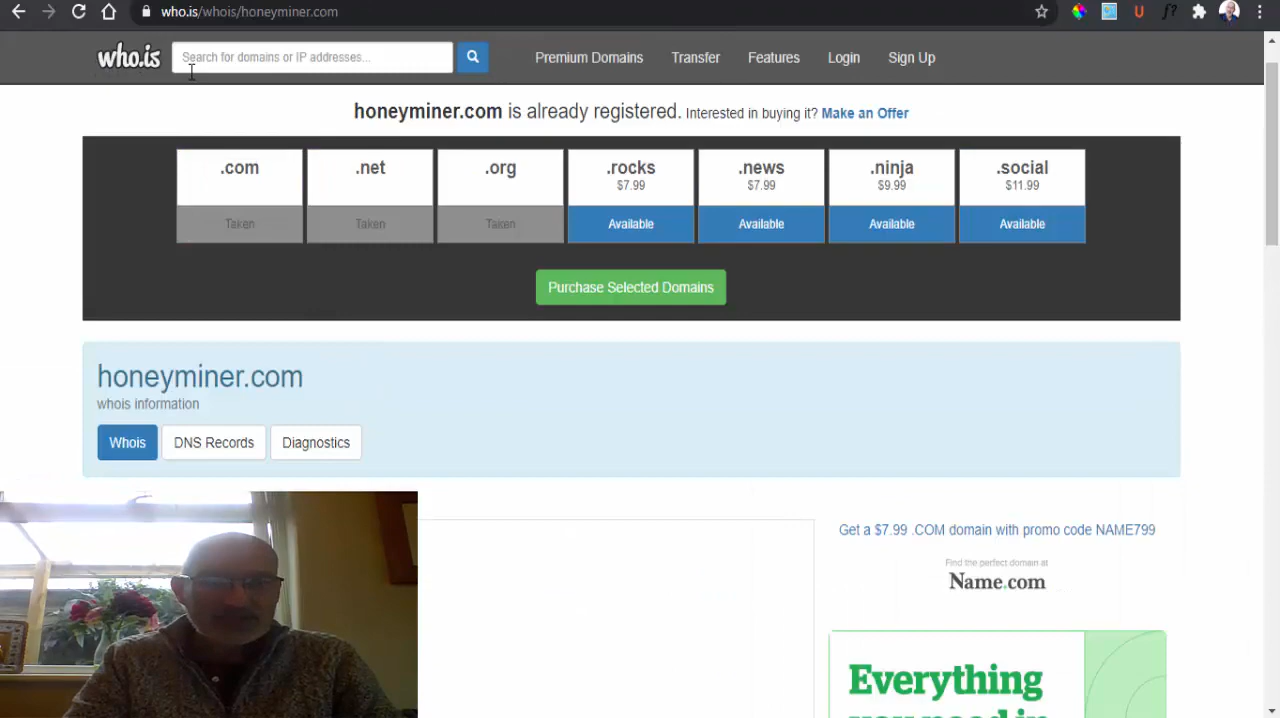 who.is/whois/honeyminer.com
who.is
Search for domains or IP addresses...
Premium Domains
Transfer
Features
Login
Sign Up
honeyminer.com is already registered. Interested in buying it? Make an Offer
.com
Taken
.net
Taken
.org
Taken
.rocks
$7.99
Available
.news
$7.99
Available
.ninja
$9.99
Available
.social
$11.99
Available
Purchase Selected Domains
honeyminer.com
whois information
Whois
DNS Records
Diagnostics
Get a $7.99 .COM domain with promo code NAME799
Find the perfect domain at
Name.com
Everything
you need in